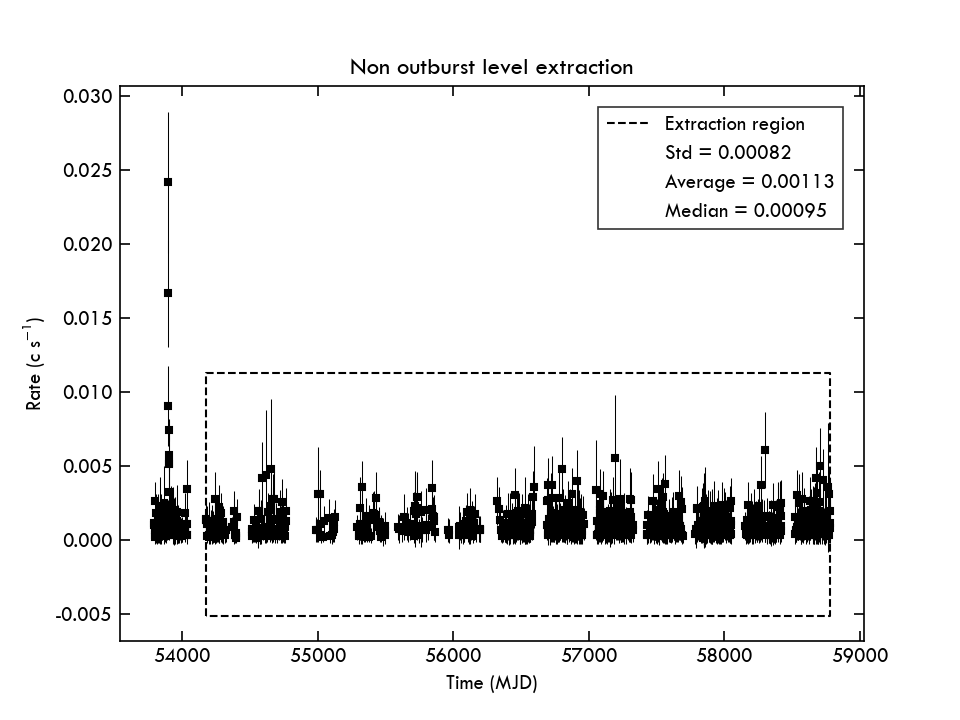 Non outburst level extraction
0.030
0.025
0.020
0.015
0.010
0.005
0.000
-0.005
Rate (c s⁻¹)
Extraction region
Std = 0.00082
Average = 0.00113
Median = 0.00095
54000 55000 56000 57000 58000 59000
Time (MJD)